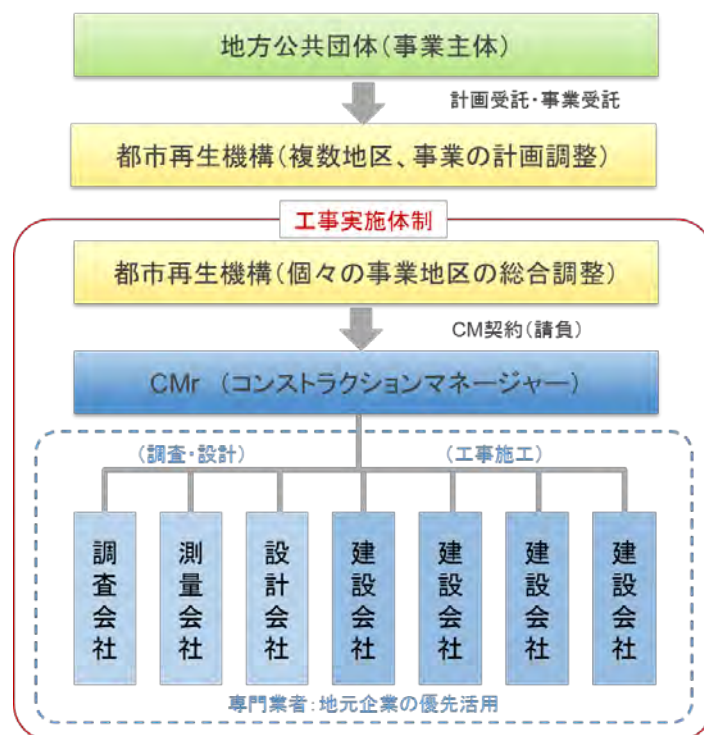 地方公共団体(事業主体)
計画受託・事業受託
都市再生機構(複数地区、事業の計画調整)
工事実施体制
都市再生機構(個々の事業地区の総合調整)
CM契約(請負)
CMr (コンストラクションマネージャー)
(調査・設計)
(工事施工)
調査会社
測量会社
設計会社
建設会社
建設会社
建設会社
建設会社
専門業者:地元企業の優先活用